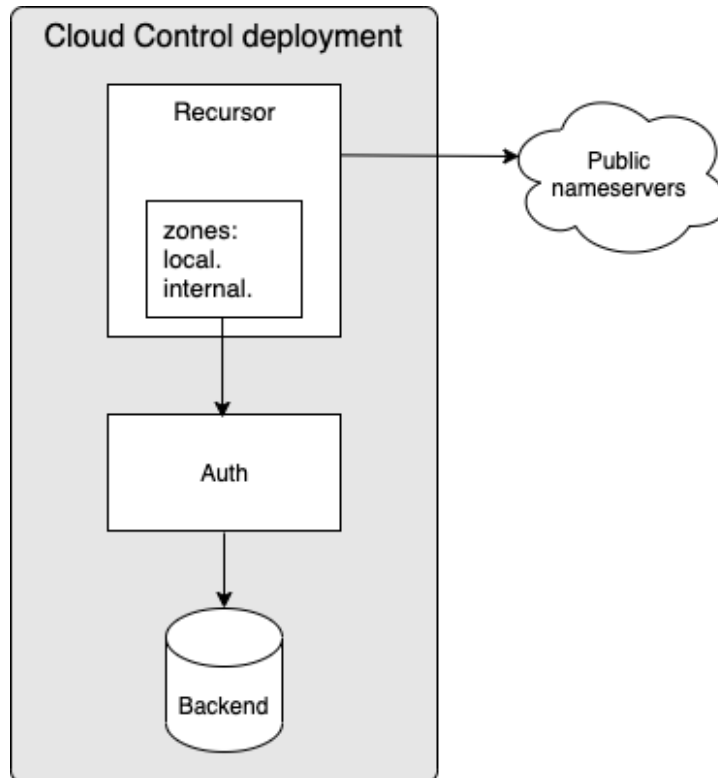 Cloud Control deployment
Recursor
Public
nameservers
zones:
local.
internal.
Auth
Backend